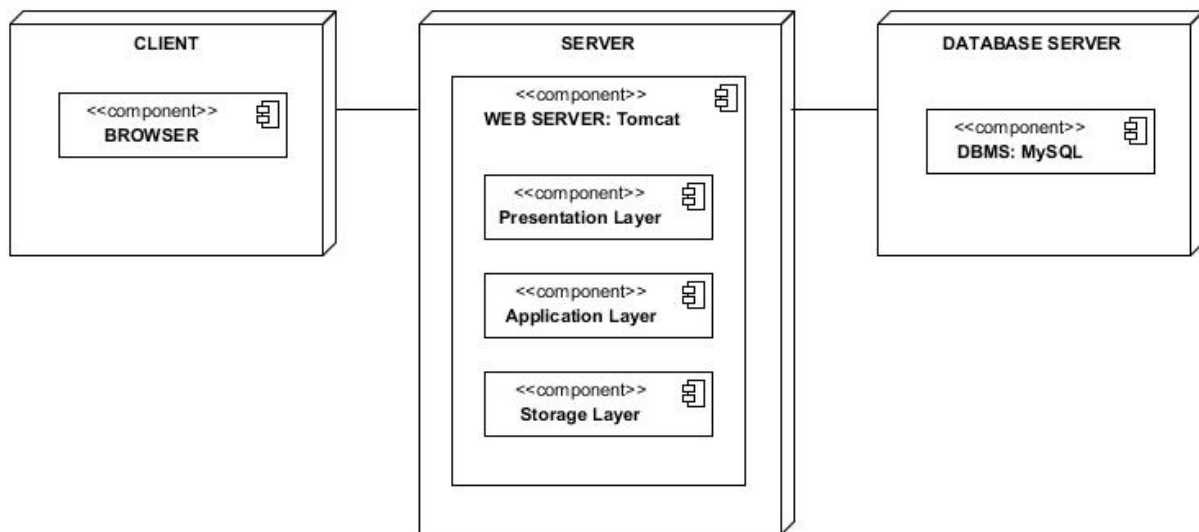 CLIENT
<<component>>
BROWSER
SERVER
<<component>>
WEB SERVER: Tomcat
<<component>>
Presentation Layer
<<component>>
Application Layer
<<component>>
Storage Layer
DATABASE SERVER
<<component>>
DBMS: MySQL